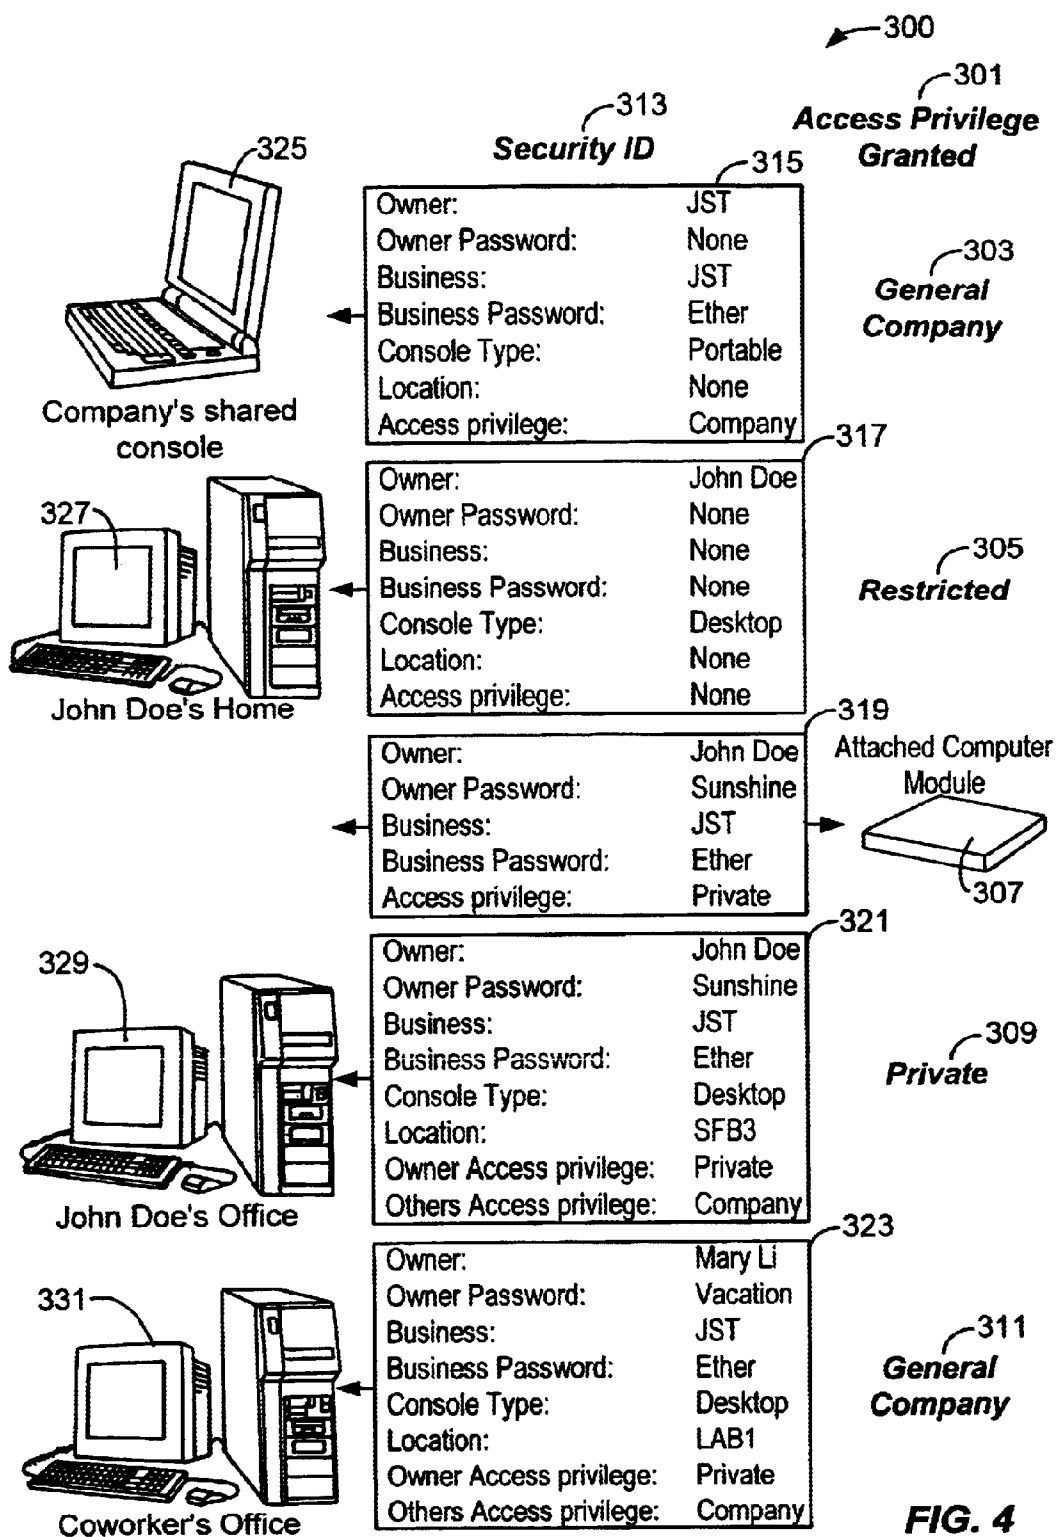 300
301
313
Access Privilege
Granted
Security ID
325
315
Owner: JST
Owner Password: None
Business: JST
Business Password: Ether
Console Type: Portable
Location: None
Access privilege: Company
303
General
Company
Company's shared
console
317
Owner: John Doe
Owner Password: None
Business: None
Business Password: None
Console Type: Desktop
Location: None
Access privilege: None
327
305
Restricted
John Doe's Home
319
Owner: John Doe
Owner Password: Sunshine
Business: JST
Business Password: Ether
Access privilege: Private
Attached Computer
Module
307
321
Owner: John Doe
Owner Password: Sunshine
Business: JST
Business Password: Ether
Console Type: Desktop
Location: SFB3
Owner Access privilege: Private
Others Access privilege: Company
329
309
Private
John Doe's Office
323
Owner: Mary Li
Owner Password: Vacation
Business: JST
Business Password: Ether
Console Type: Desktop
Location: LAB1
Owner Access privilege: Private
Others Access privilege: Company
331
311
General
Company
Coworker's Office
FIG. 4